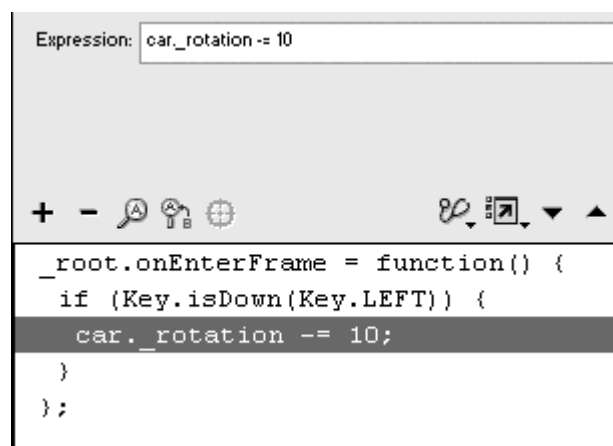 Expression: car._rotation -= 10
_root.onEnterFrame = function() {
if (Key.isDown(Key.LEFT)) {
car._rotation -= 10;
}
};